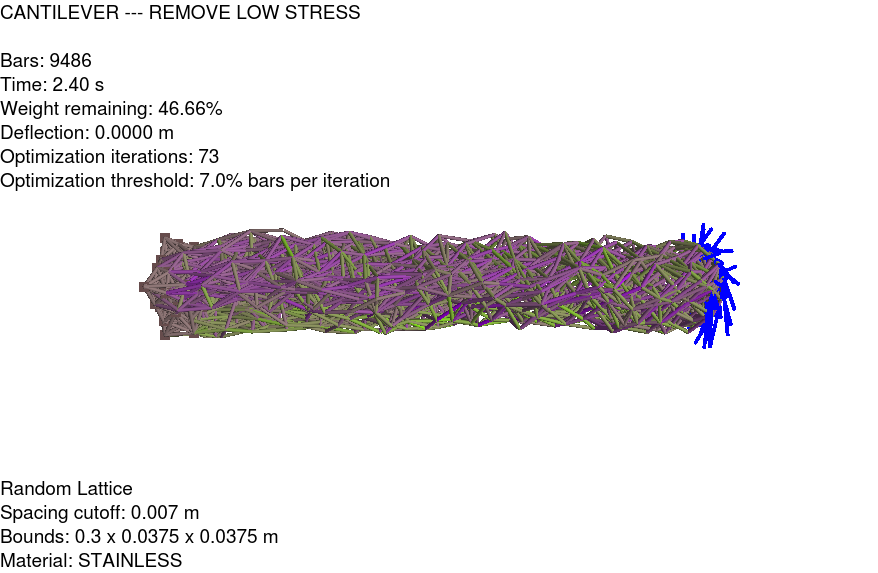 CANTILEVER --- REMOVE LOW STRESS
Bars: 9486
Time: 2.40 s
Weight remaining: 46.66%
Deflection: 0.0000 m
Optimization iterations: 73
Optimization threshold: 7.0% bars per iteration
Random Lattice
Spacing cutoff: 0.007 m
Bounds: 0.3 x 0.0375 x 0.0375 m
Material: STAINLESS